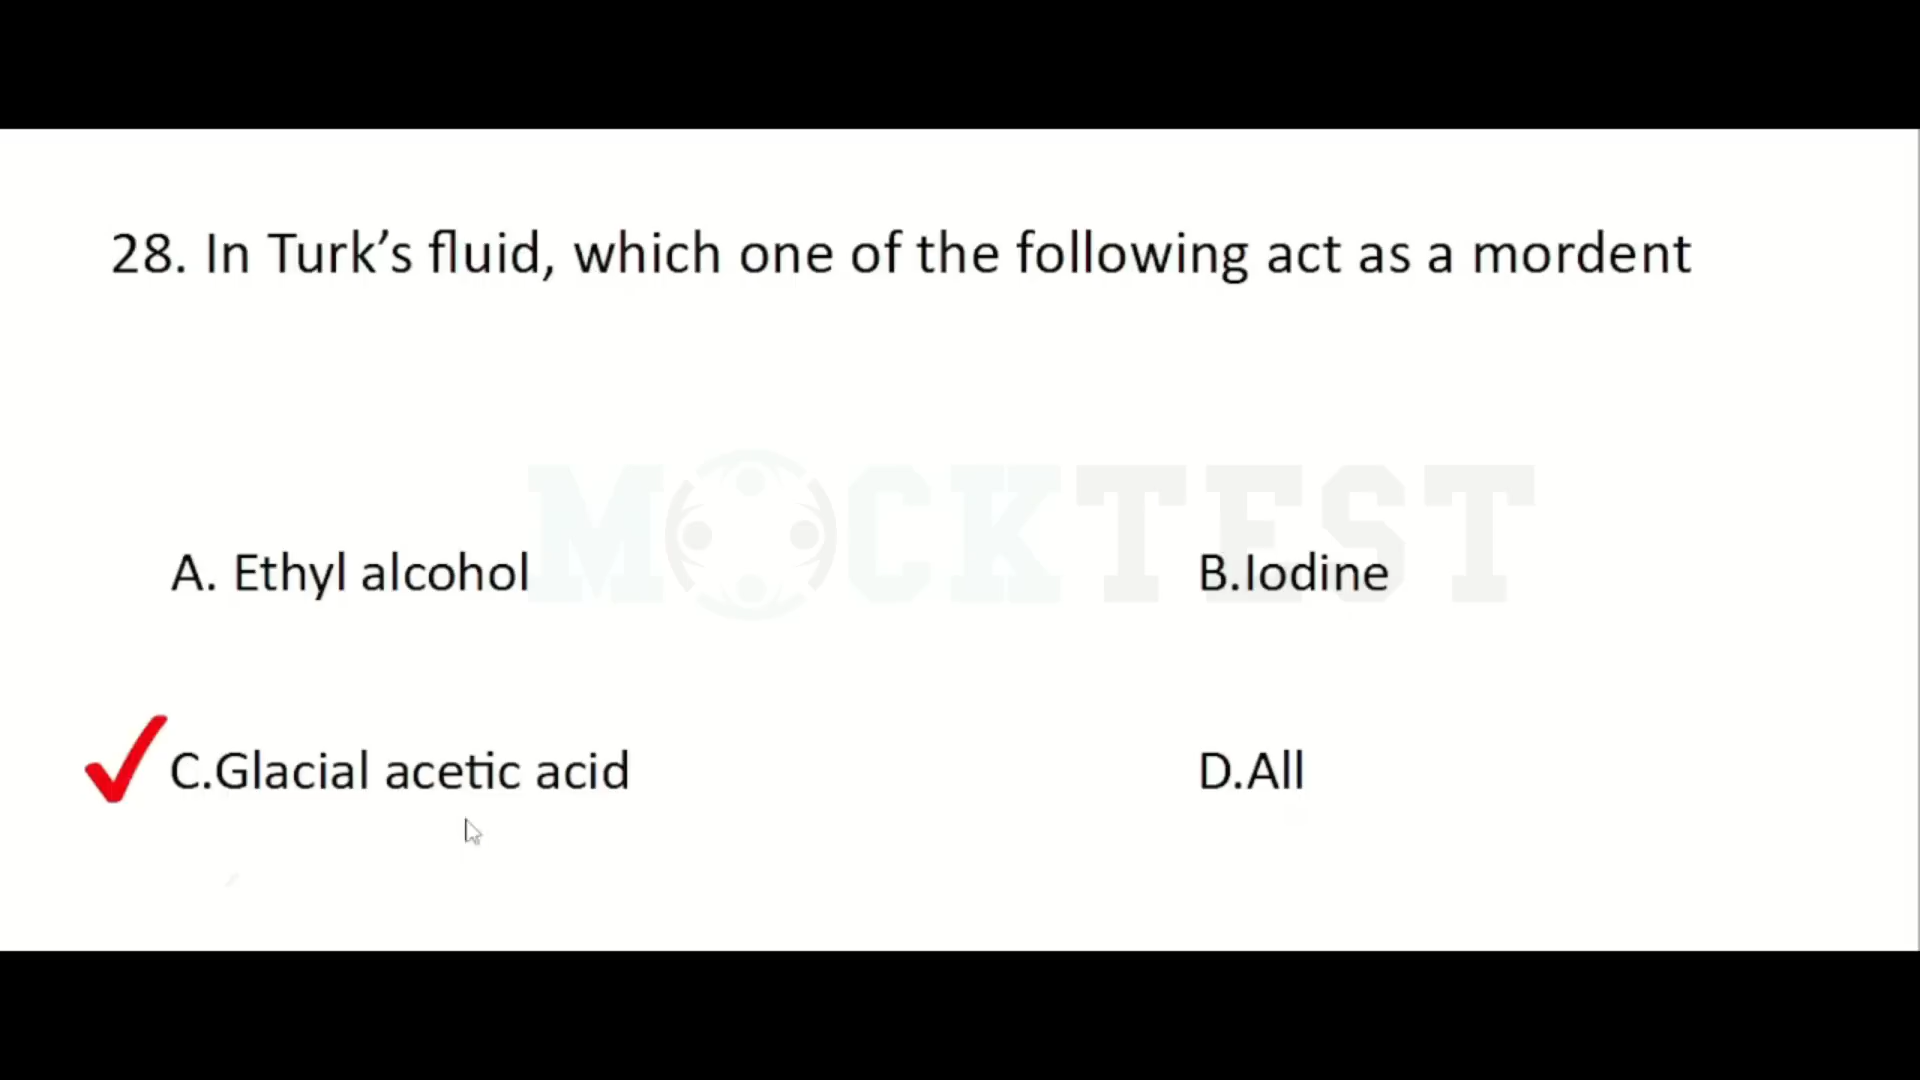 28. In Turk’s fluid, which one of the following act as a mordent
MOCKTEST
A. Ethyl alcohol
B.Iodine
C.Glacial acetic acid
D.All